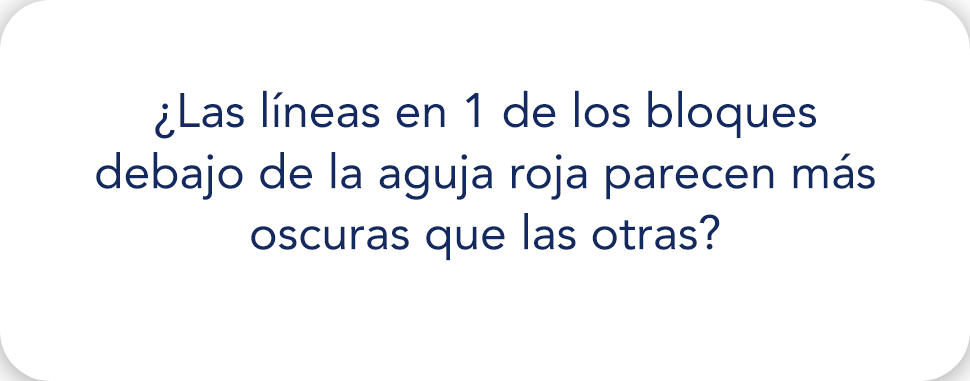 ¿Las líneas en 1 de los bloques
debajo de la aguja roja parecen más
oscuras que las otras?